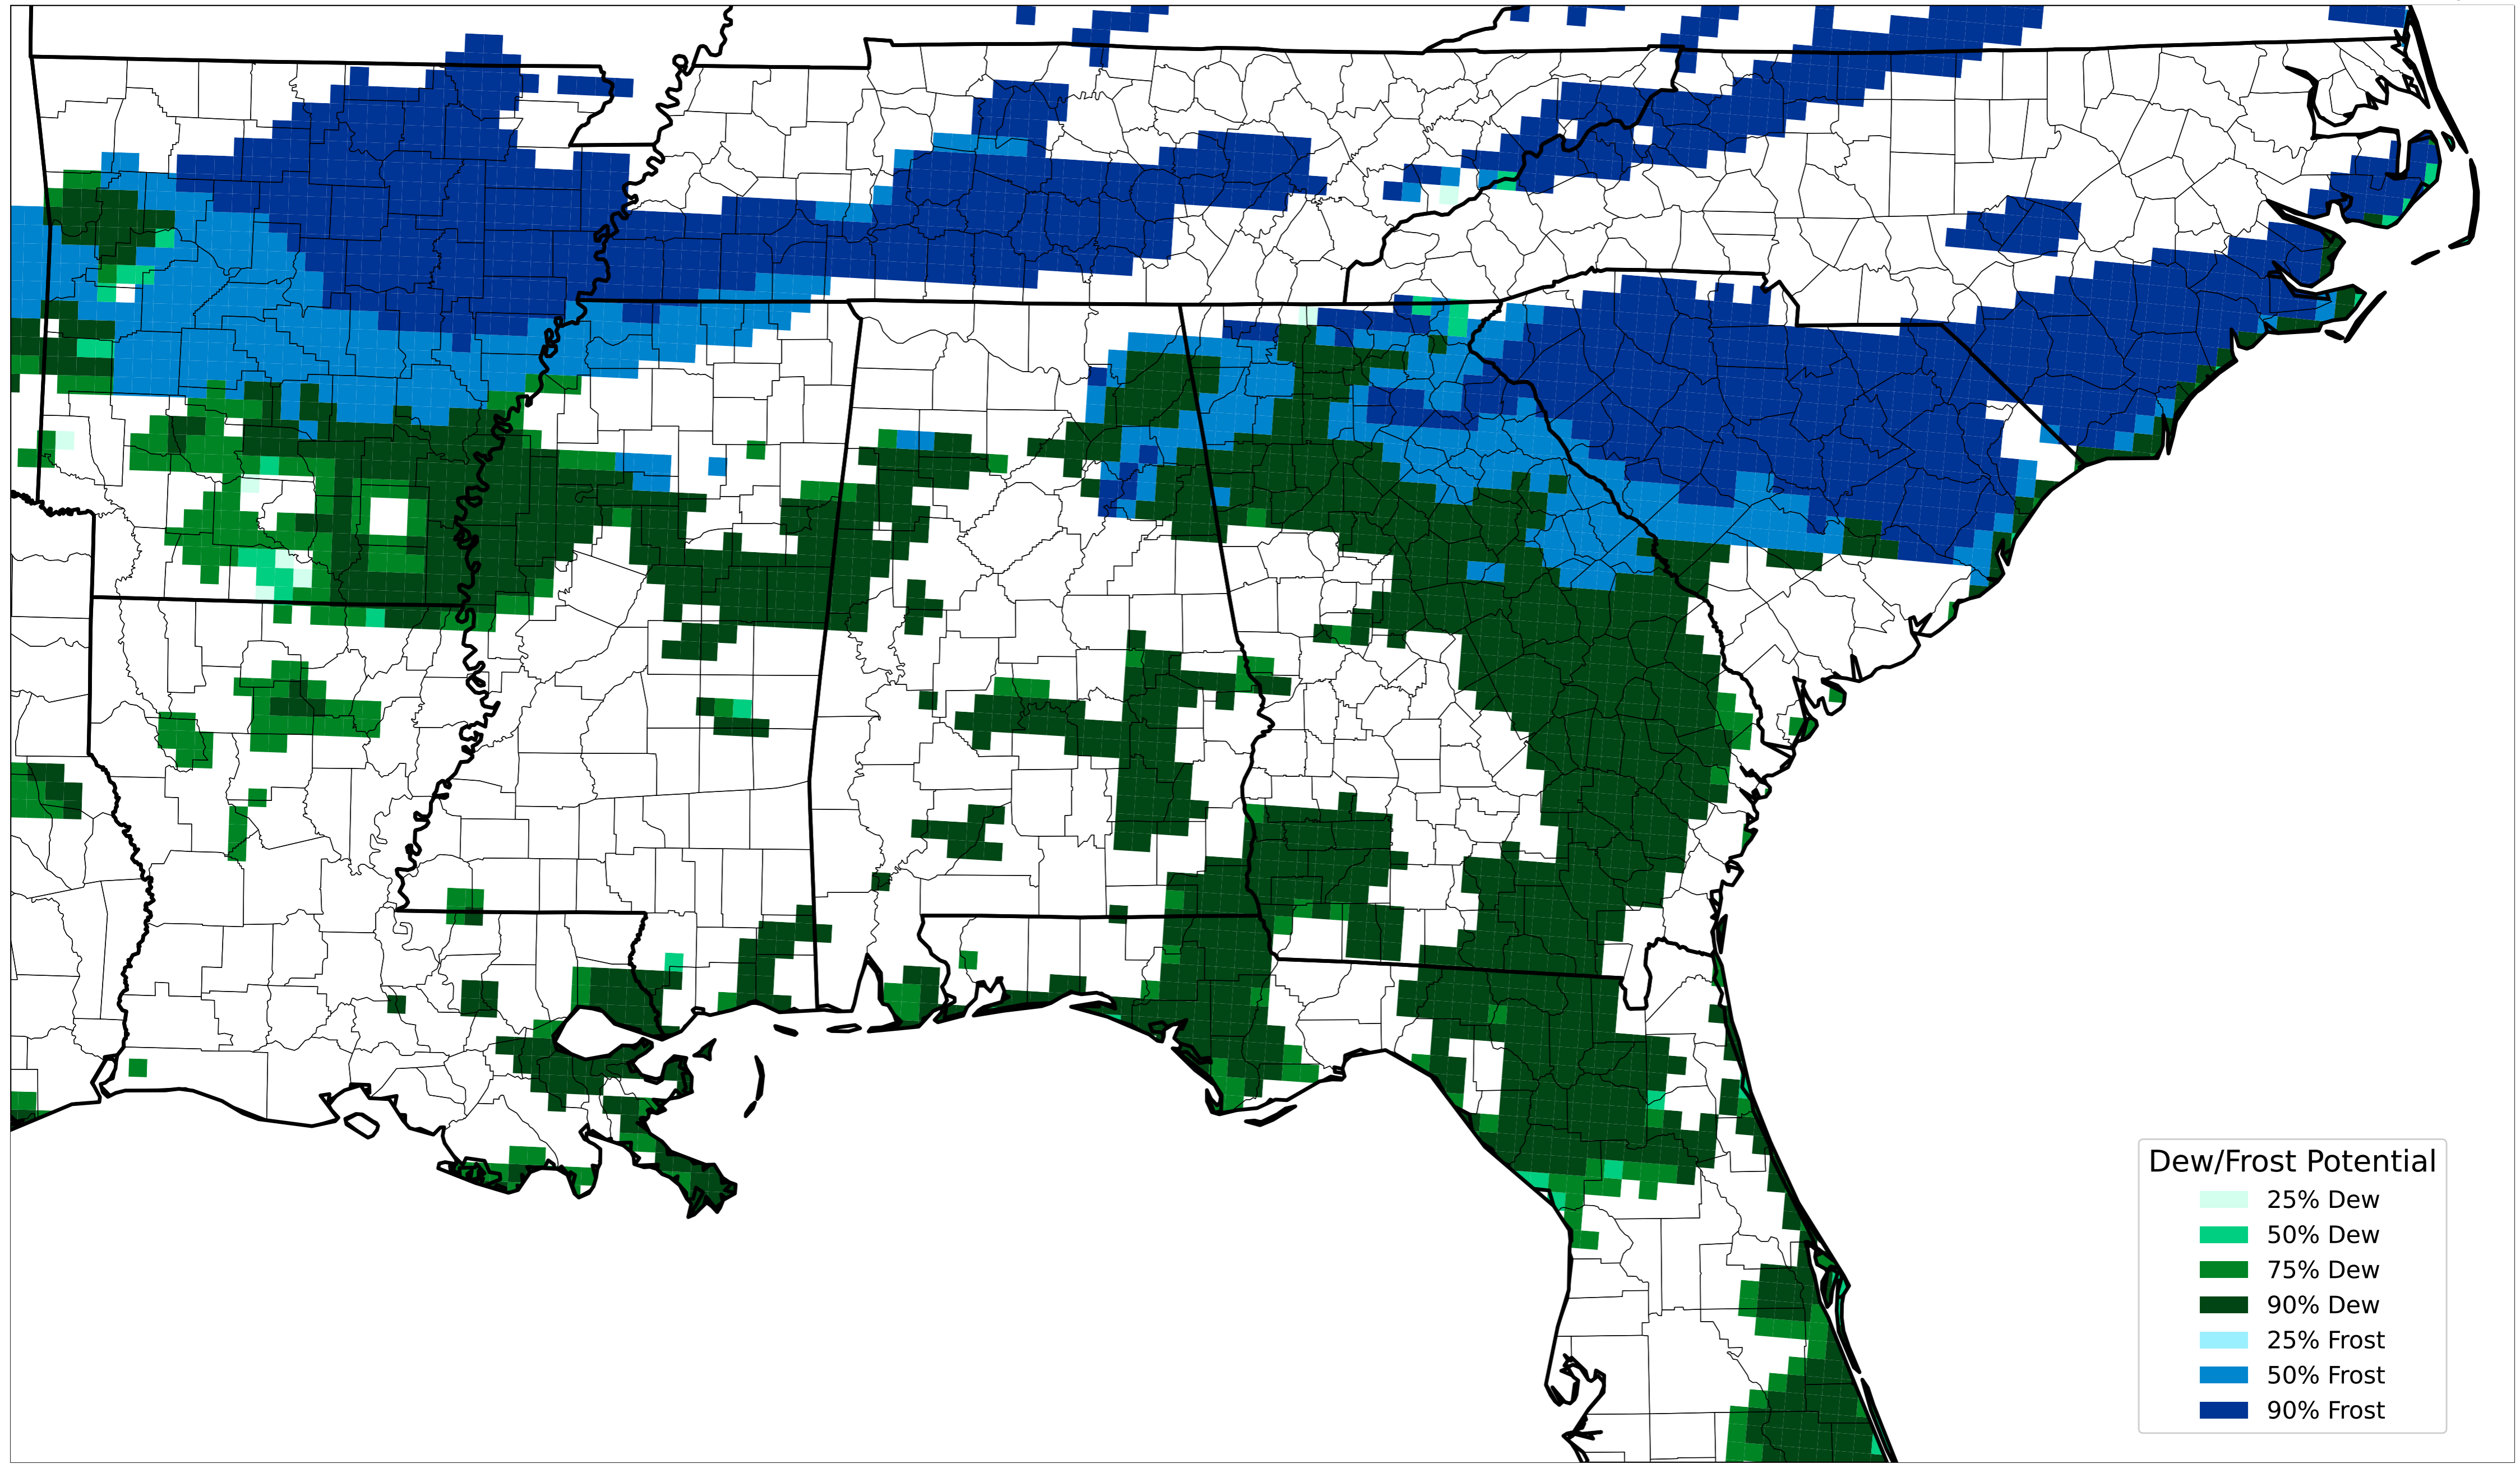 Dew/Frost Potential
25% Dew
50% Dew
75% Dew
90% Dew
25% Frost
50% Frost
90% Frost